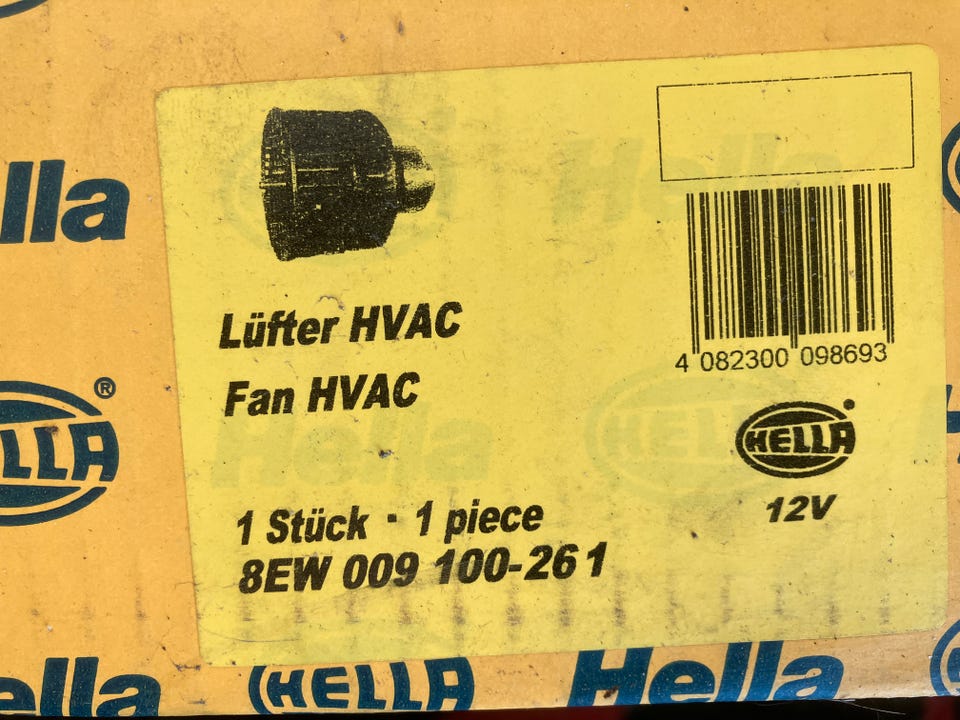 Hella
Lüfter HVAC
Fan HVAC
4 082300 098693
HELLA
12V
HELLA®
1 Stück · 1 piece
8EW 009 100-261
Hella
HELLA
Hella